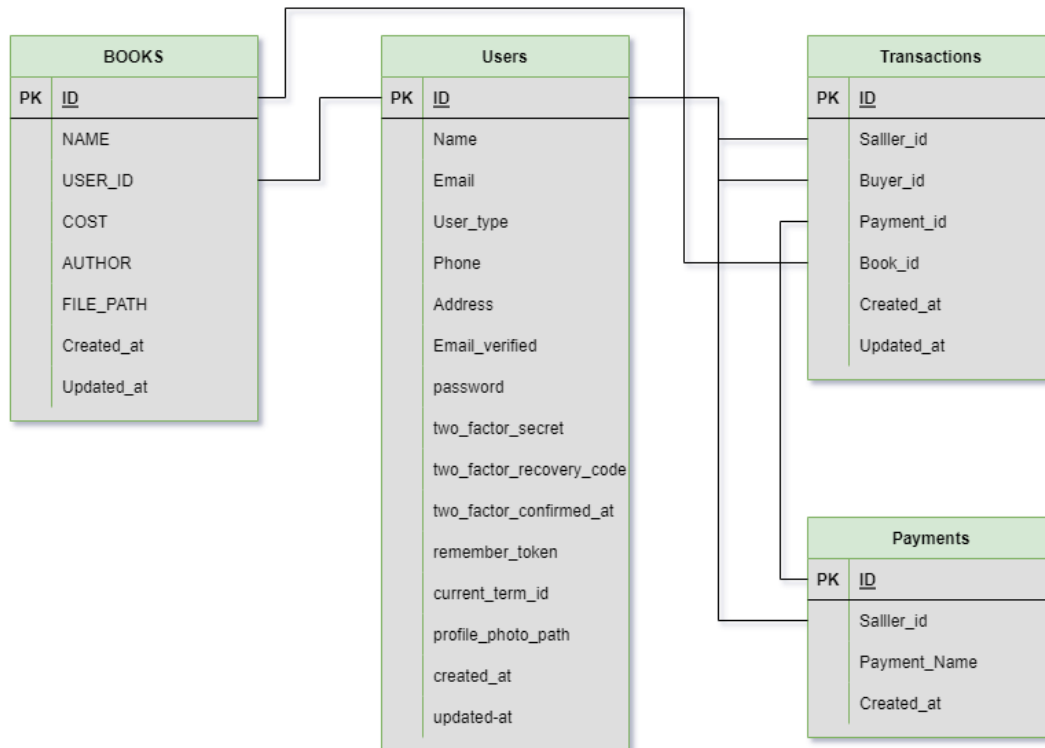 BOOKS
PK ID
NAME
USER_ID
COST
AUTHOR
FILE_PATH
Created_at
Updated_at
Users
PK ID
Name
Email
User_type
Phone
Address
Email_verified
password
two_factor_secret
two_factor_recovery_code
two_factor_confirmed_at
remember_token
current_term_id
profile_photo_path
created_at
updated-at
Transactions
PK ID
Salller_id
Buyer_id
Payment_id
Book_id
Created_at
Updated_at
Payments
PK ID
Salller_id
Payment_Name
Created_at